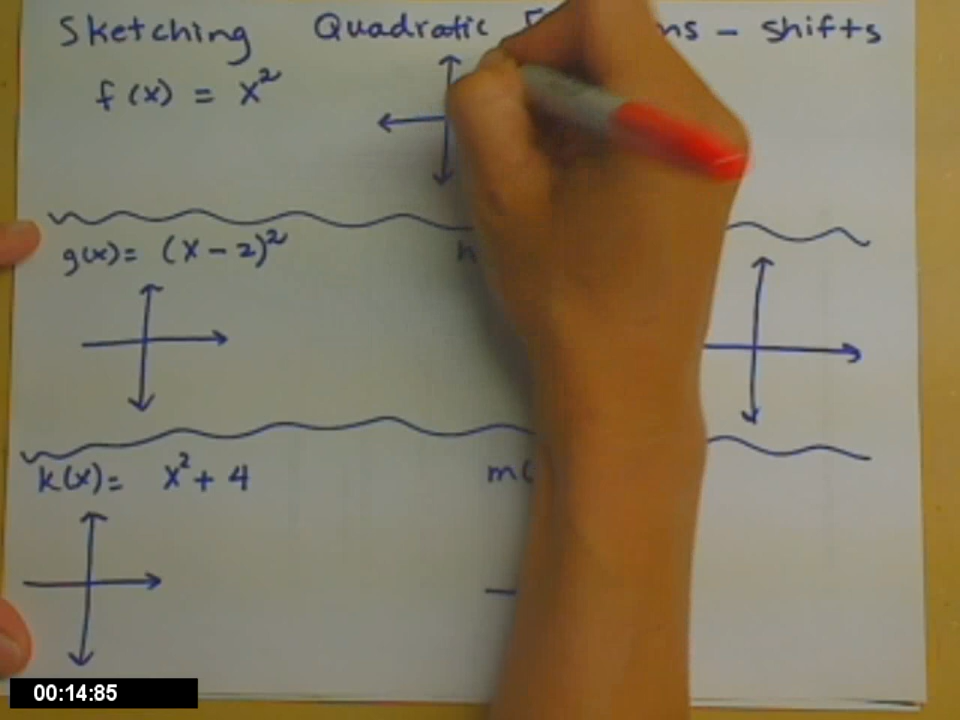 Sketching Quadratic - shifts
f(x) = x²
g(x) = (x - 2)²
k(x) = x² + 4
m(
00:14:85